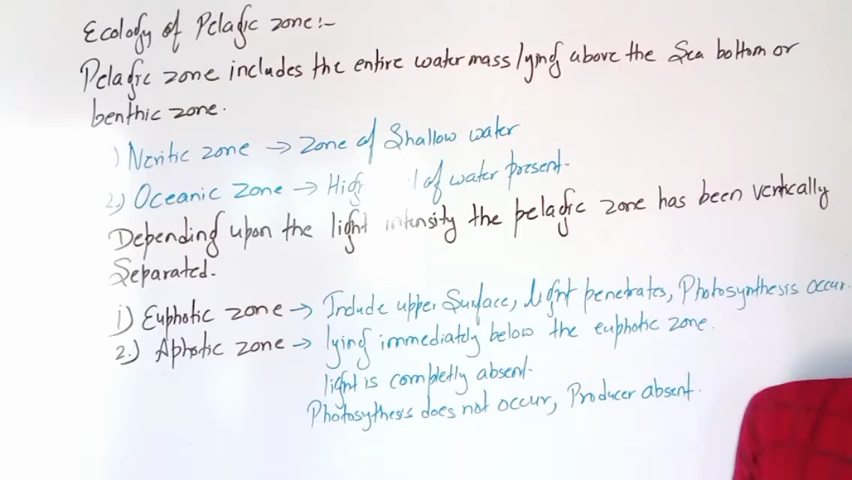 Ecology of Pelagic zone:-
Pelagic zone includes the entire water mass lying above the Sea bottom or
benthic zone.
1) Neritic zone → Zone of Shallow water
2.) Oceanic zone → of water present.
Depending upon the light intensity the pelagic zone has been vertically
Separated.
1) Euphotic zone → Include upper Surface, light penetrates, Photosynthesis occur.
2.) Aphotic zone → lying immediately below the euphotic zone.
light is completly absent.
Photosythesis does not occur, Producer absent.